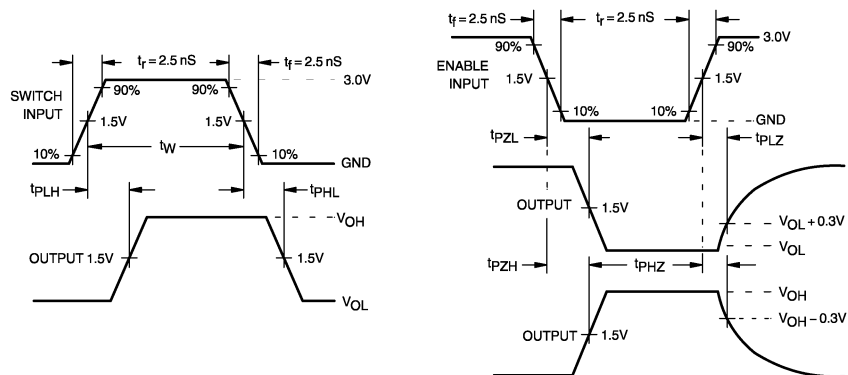 tr = 2.5 nS
tf = 2.5 nS
3.0V
SWITCH
INPUT
90%
90%
1.5V
1.5V
tW
10%
10%
GND
tPLH
tPHL
VOH
OUTPUT 1.5V
1.5V
VOL
tf = 2.5 nS
tr = 2.5 nS
3.0V
90%
90%
ENABLE
INPUT
1.5V
1.5V
10%
10%
GND
tPZL
tPLZ
OUTPUT
1.5V
VOL + 0.3V
VOL
tPZH
tPHZ
VOH
VOH – 0.3V
OUTPUT
1.5V